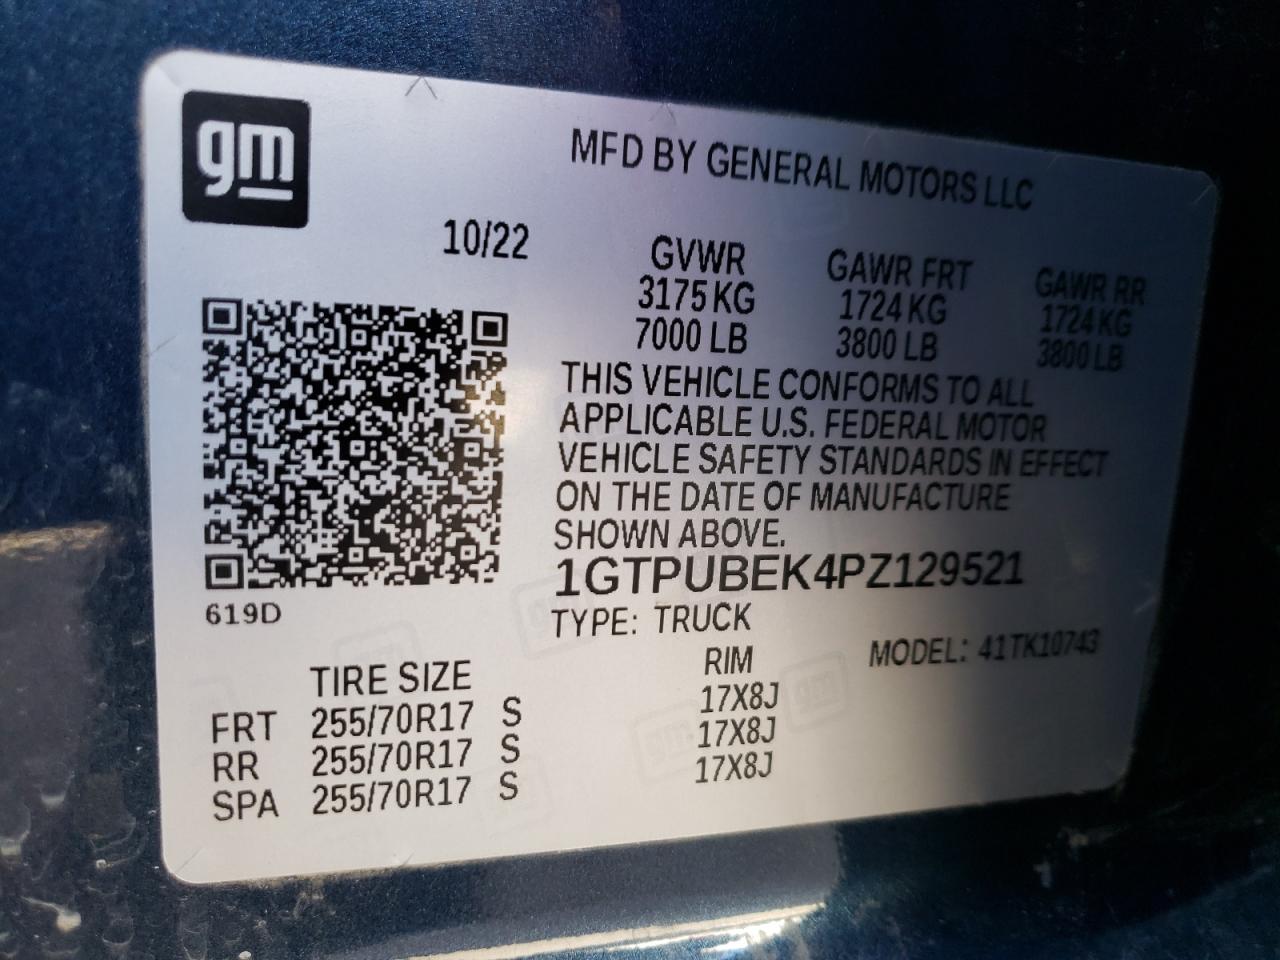 gm
MFD BY GENERAL MOTORS LLC
10/22
GVWR GAWR FRT GAWR RR
3175 KG 1724 KG 1724 KG
7000 LB 3800 LB 3800 LB
THIS VEHICLE CONFORMS TO ALL
APPLICABLE U.S. FEDERAL MOTOR
VEHICLE SAFETY STANDARDS IN EFFECT
ON THE DATE OF MANUFACTURE
SHOWN ABOVE.
1GTPUBEK4PZ129521
619D
TYPE: TRUCK
MODEL: 41TK10743
TIRE SIZE RIM
FRT 255/70R17 S 17X8J
RR 255/70R17 S 17X8J
SPA 255/70R17 S 17X8J